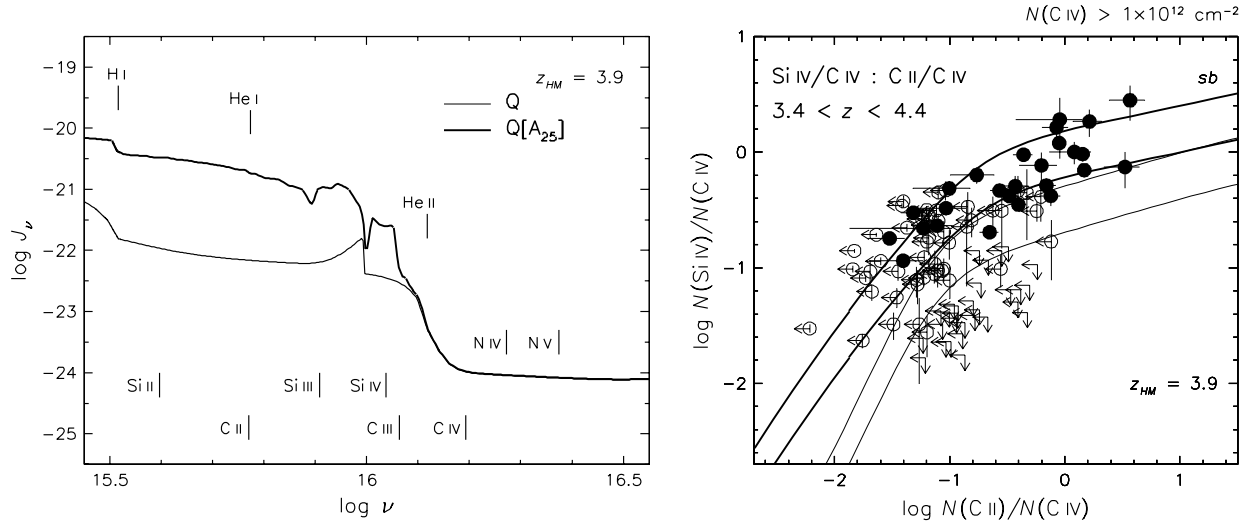 N(C IV) > 1×10¹² cm⁻²
z_HM = 3.9
Q
Q[A₂₅]
H I
He I
He II
N IV
N V
Si II
Si III
Si IV
C II
C III
C IV
-19
-20
-21
-22
-23
-24
-25
log J_ν
15.5
16
16.5
log ν
Si IV/C IV : C II/C IV
3.4 < z < 4.4
sb
z_HM = 3.9
1
0
-1
-2
log N(Si IV)/N(C IV)
-2
-1
0
1
log N(C II)/N(C IV)